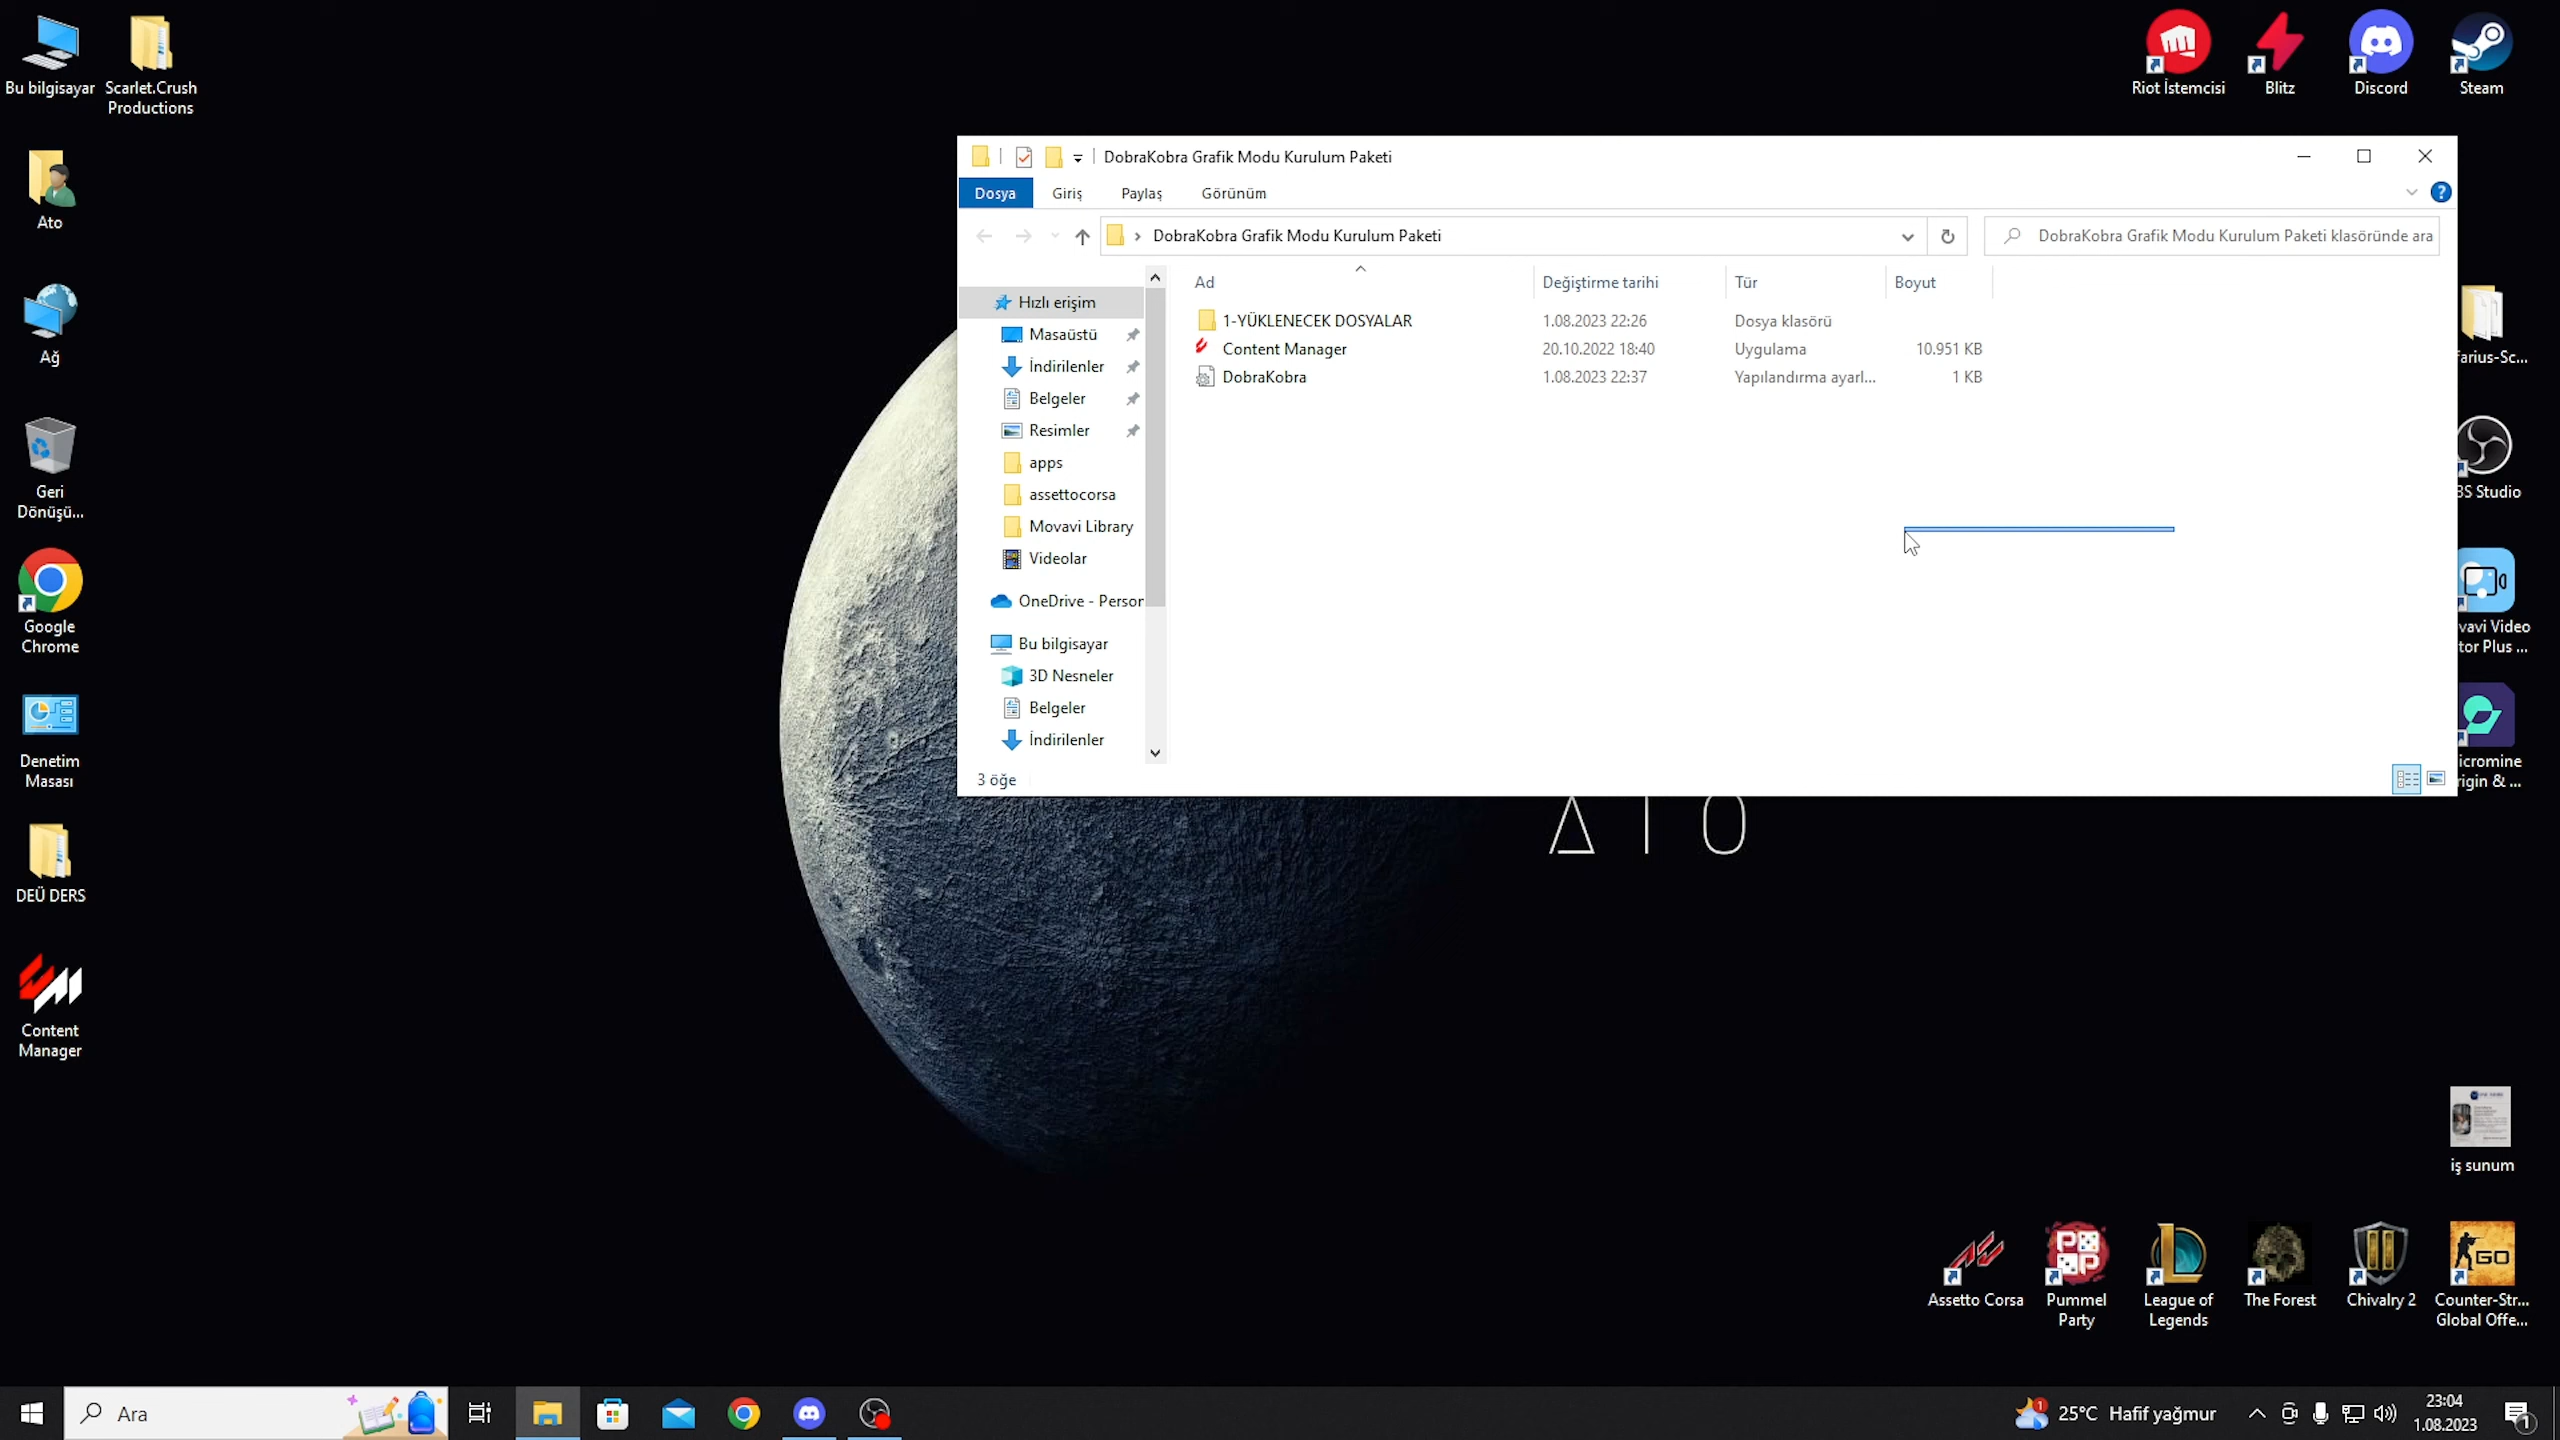 Bu bilgisayar
Scarlet.Crush
Productions
Riot İstemcisi
Blitz
Discord
Steam
DobraKobra Grafik Modu Kurulum Paketi
Dosya
Giriş
Paylaş
Görünüm
DobraKobra Grafik Modu Kurulum Paketi
DobraKobra Grafik Modu Kurulum Paketi klasöründe ara
Ad
Değiştirme tarihi
Tür
Boyut
1-YÜKLENECEK DOSYALAR
1.08.2023 22:26
Dosya klasörü
Content Manager
20.10.2022 18:40
Uygulama
10.951 KB
DobraKobra
1.08.2023 22:37
Yapılandırma ayarl...
1 KB
Hızlı erişim
Masaüstü
İndirilenler
Belgeler
Resimler
apps
assettocorsa
Movavi Library
Videolar
OneDrive - Person
Bu bilgisayar
3D Nesneler
Belgeler
İndirilenler
3 öğe
Ato
Ağ
Geri
Dönüşü...
Google
Chrome
Denetim
Masası
DEÜ DERS
Content
Manager
farius-Sc...
BS Studio
vavi Video
tor Plus ...
icromine
rigin & ...
iş sunum
Assetto Corsa
Pummel
Party
League of
Legends
The Forest
Chivalry 2
Counter-Str...
Global Offe...
GO
Ara
25°C Hafif yağmur
23:04
1.08.2023